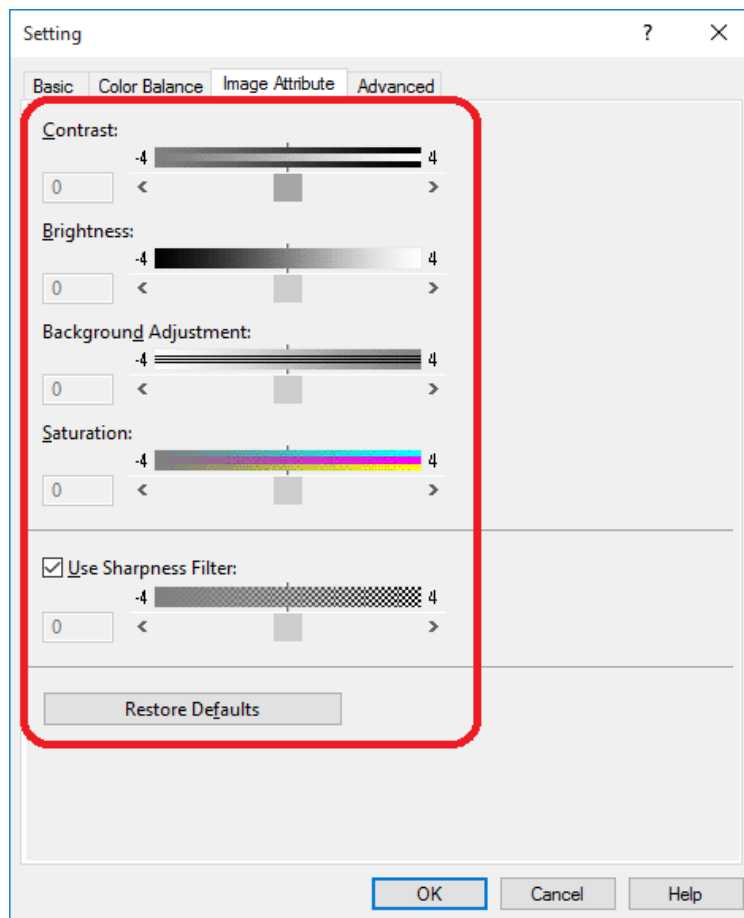 Setting ?
Basic Color Balance Image Attribute Advanced
Contrast:
-4 4
0 < >
Brightness:
-4 4
0 < >
Background Adjustment:
-4 4
0 < >
Saturation:
-4 4
0 < >
Use Sharpness Filter:
-4 4
0 < >
Restore Defaults
OK Cancel Help